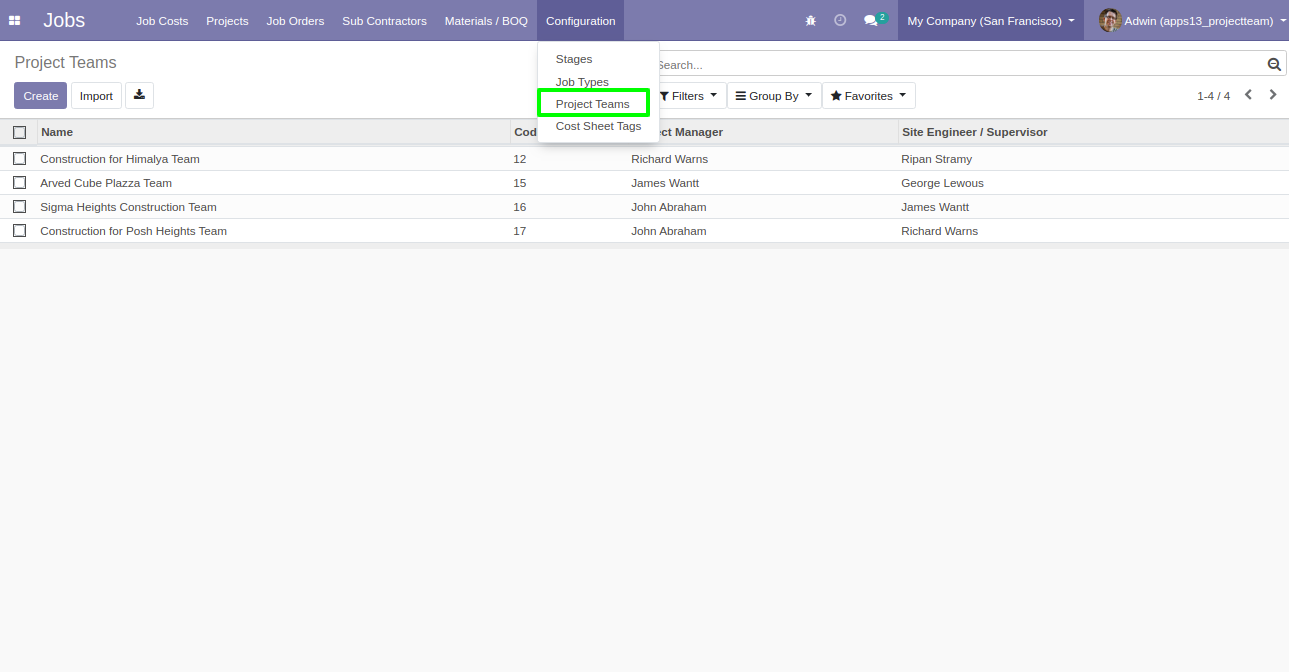 Jobs Job Costs Projects Job Orders Sub Contractors Materials / BOQ Configuration 2 My Company (San Francisco) Adwin (apps13_projectteam)
Project Teams Search...
Create Import Filters Group By Favorites 1-4 / 4
Stages
Job Types
Project Teams
Cost Sheet Tags
Name Cod ct Manager Site Engineer / Supervisor
Construction for Himalya Team 12 Richard Warns Ripan Stramy
Arved Cube Plazza Team 15 James Wantt George Lewous
Sigma Heights Construction Team 16 John Abraham James Wantt
Construction for Posh Heights Team 17 John Abraham Richard Warns